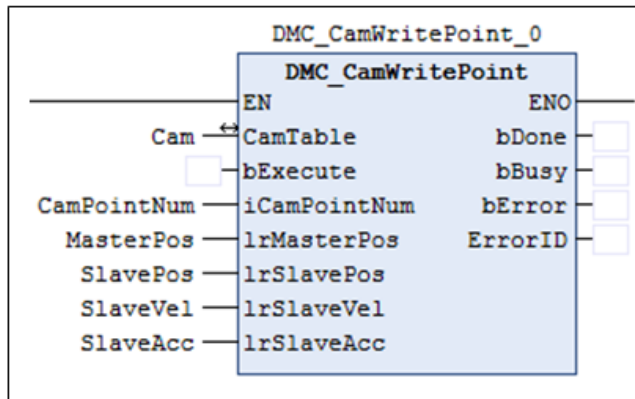 DMC_CamWritePoint_0
DMC_CamWritePoint
EN ENO
Cam CamTable bDone
bExecute bBusy
CamPointNum iCamPointNum bError
MasterPos lrMasterPos ErrorID
SlavePos lrSlavePos
SlaveVel lrSlaveVel
SlaveAcc lrSlaveAcc